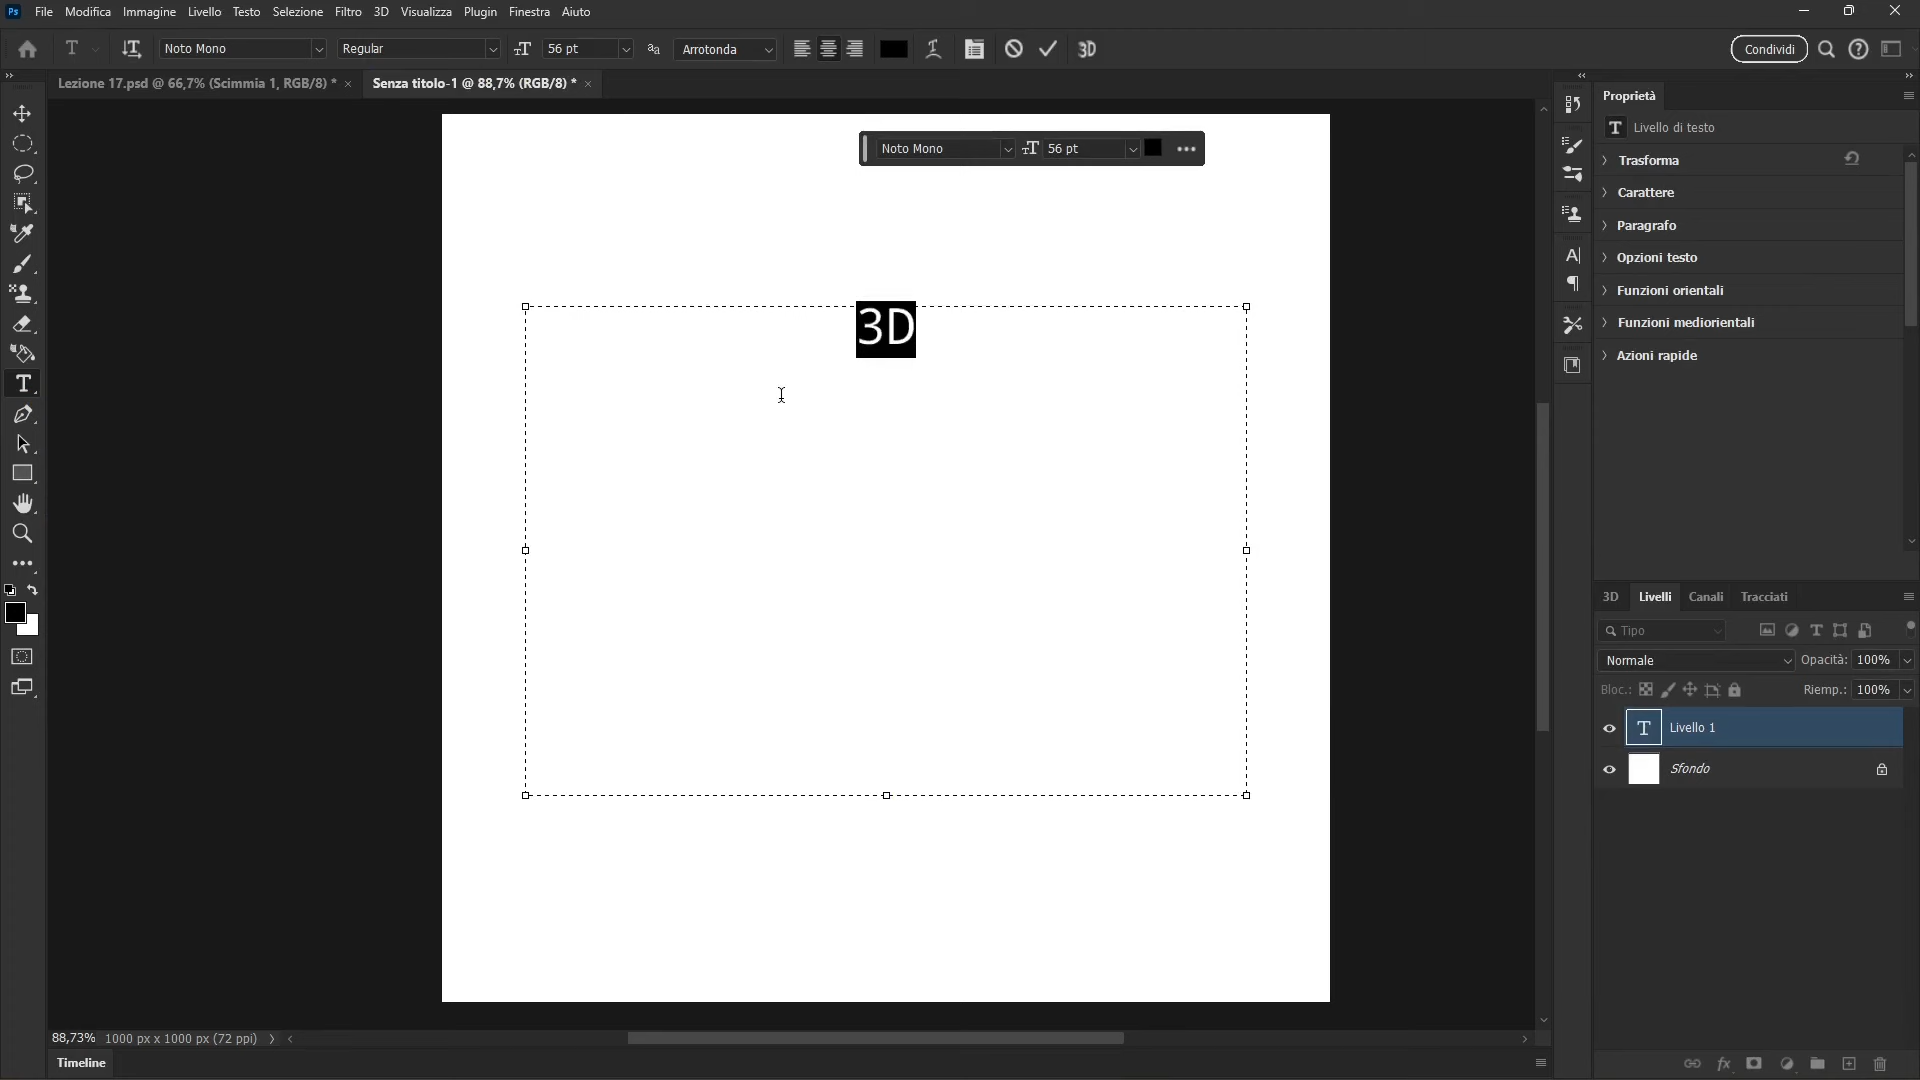 Ps File Modifica Immagine Livello Testo Selezione Filtro 3D Visualizza Plugin Finestra Aiuto
Noto Mono Regular 56 pt aa Arrotonda 3D Condividi
Lezione 17.psd @ 66,7% (Scimmia 1, RGB/8) * × Senza titolo-1 @ 88,7% (RGB/8) * ×
Noto Mono 56 pt
3D
Proprietà
T Livello di testo
Trasforma
Carattere
Paragrafo
Opzioni testo
Funzioni orientali
Funzioni mediorientali
Azioni rapide
3D Livelli Canali Tracciati
Tipo
Normale Opacità: 100%
Bloc.: Riemp.: 100%
T Livello 1
Sfondo
fx
88,73% 1000 px x 1000 px (72 ppi)
Timeline